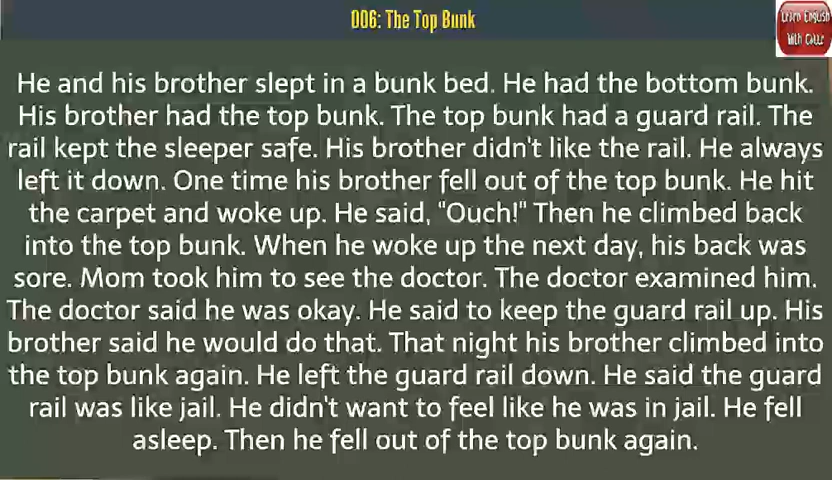 006: The Top Bunk
Learn English
With Cater
He and his brother slept in a bunk bed. He had the bottom bunk.
His brother had the top bunk. The top bunk had a guard rail. The
rail kept the sleeper safe. His brother didn't like the rail. He always
left it down. One time his brother fell out of the top bunk. He hit
the carpet and woke up. He said, "Ouch!" Then he climbed back
into the top bunk. When he woke up the next day, his back was
sore. Mom took him to see the doctor. The doctor examined him.
The doctor said he was okay. He said to keep the guard rail up. His
brother said he would do that. That night his brother climbed into
the top bunk again. He left the guard rail down. He said the guard
rail was like jail. He didn't want to feel like he was in jail. He fell
asleep. Then he fell out of the top bunk again.